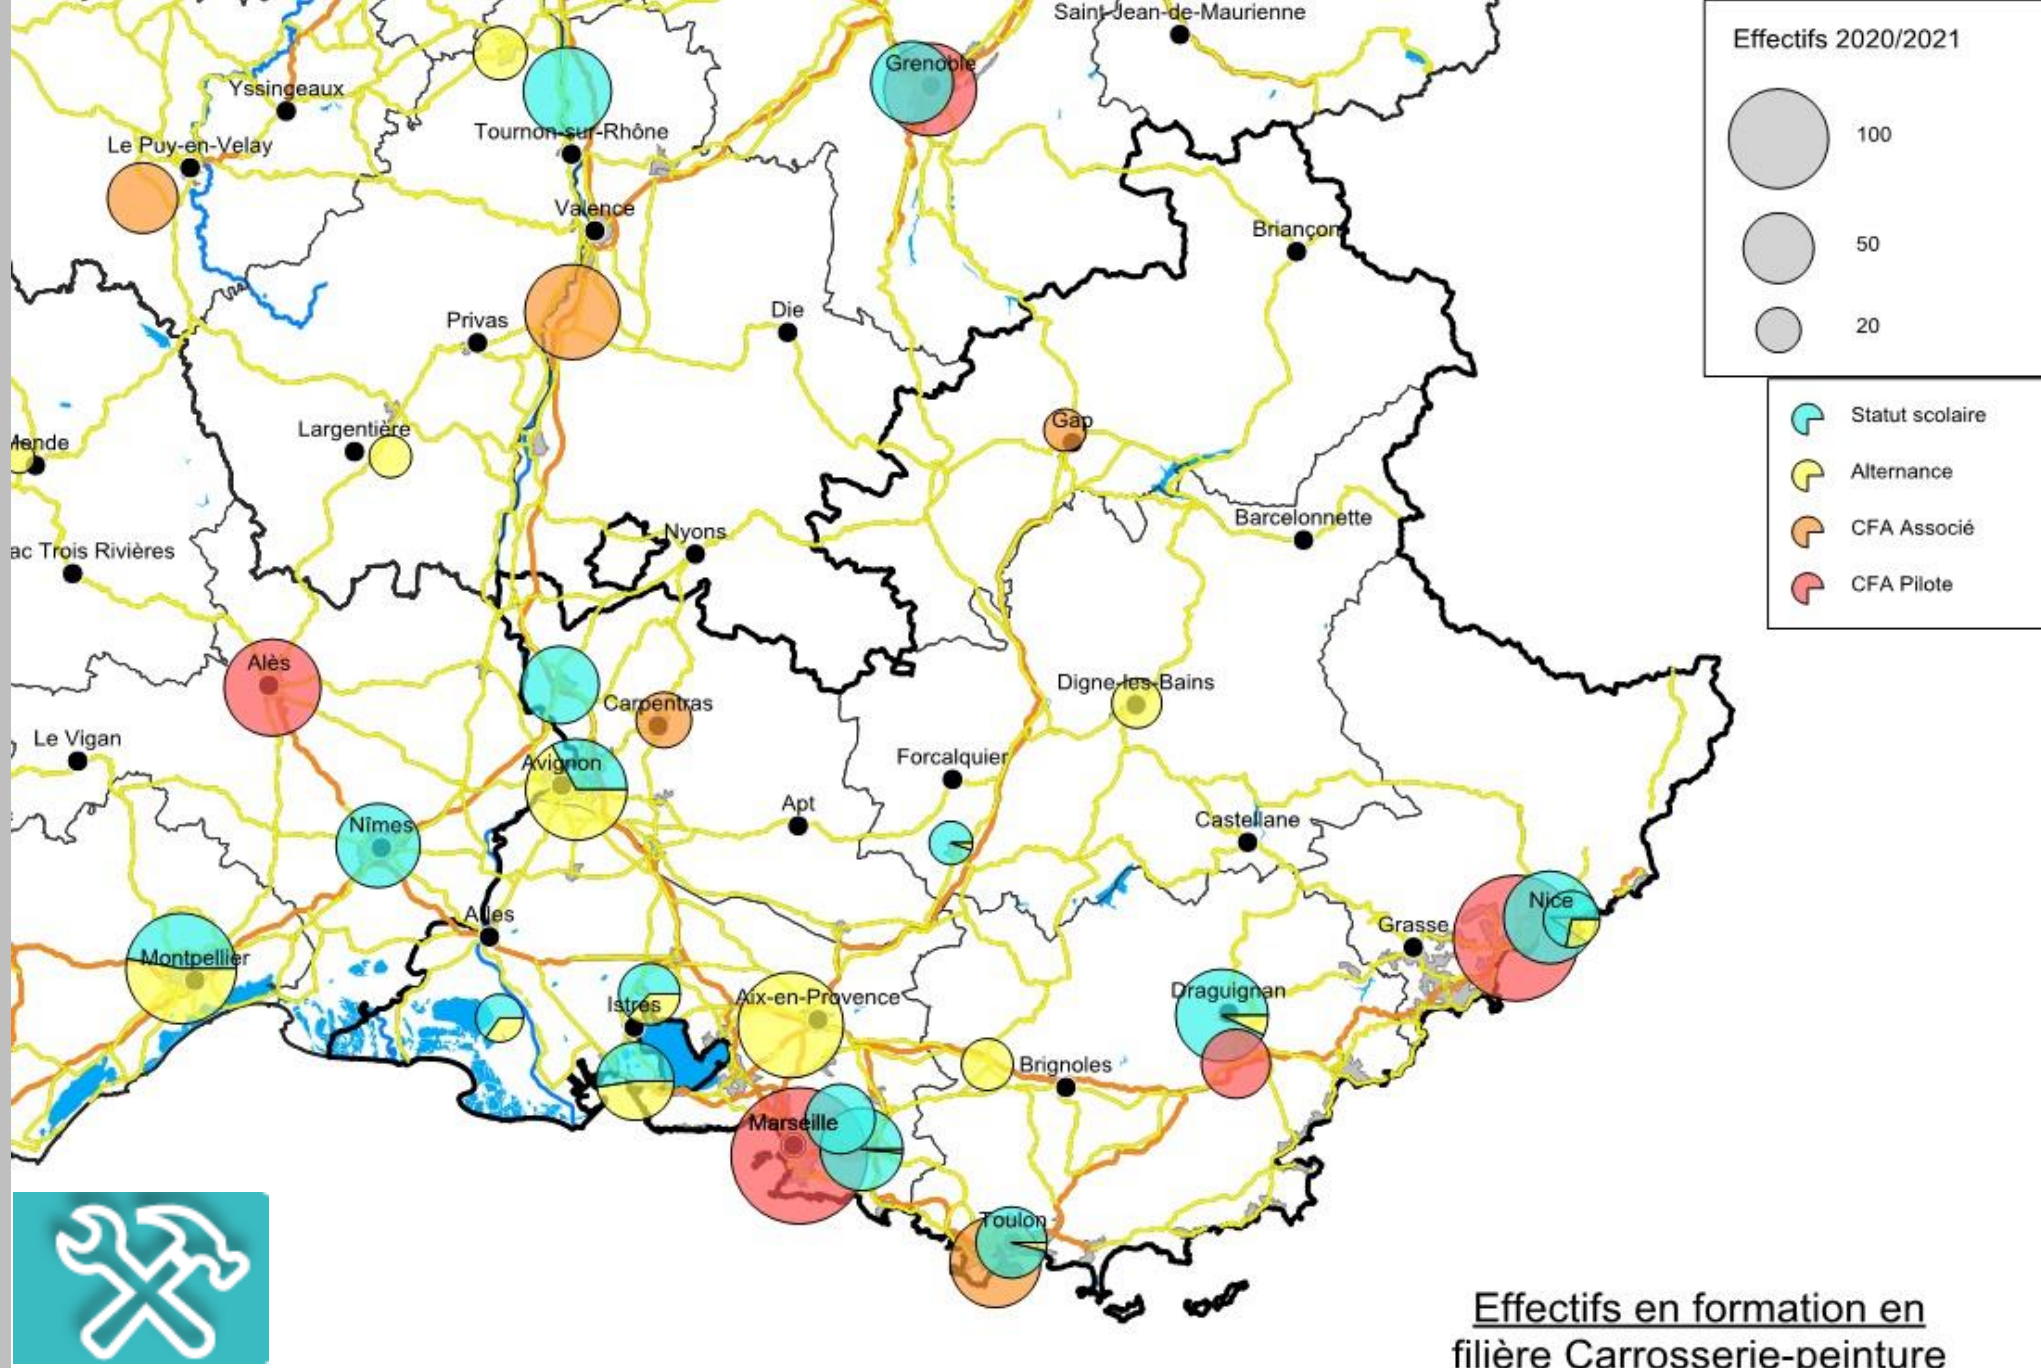 Saint-Jean-de-Maurienne
Effectifs 2020/2021
Grenoble
Yssingeaux
100
Tournon-sur-Rhône
Le Puy-en-Velay
Valence
Briançon
50
Die
Privas
20
Gap
Statut scolaire
Largentière
Alternance
Barcelonnette
CFA Associé
Nyons
Trois Rivières
CFA Pilote
Alès
Digne-les-Bains
Carpentras
Le Vigan
Forcalquier
Avignon
Apt
Castellane
Nîmes
Nice
Arles
Grasse
Montpellier
Draguignan
Istres
Aix-en-Provence
Brignoles
Marseille
Toulon
Effectifs en formation en
filière Carrosserie-peinture